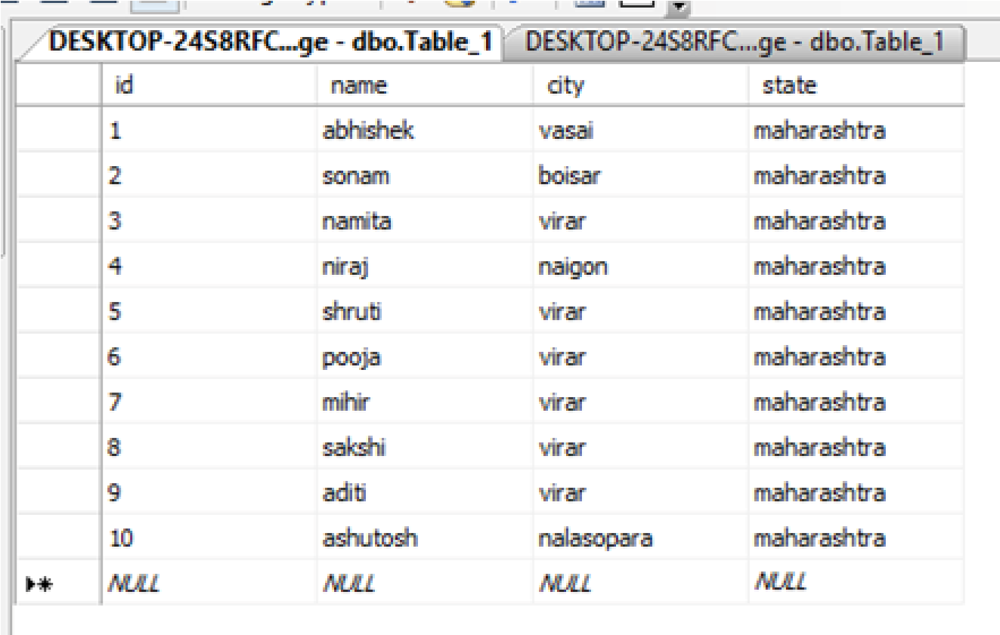 DESKTOP-24S8RFC...ge - dbo.Table_1 DESKTOP-24S8RFC...ge - dbo.Table_1
id name city state
1 abhishek vasai maharashtra
2 sonam boisar maharashtra
3 namita virar maharashtra
4 niraj naigon maharashtra
5 shruti virar maharashtra
6 pooja virar maharashtra
7 mihir virar maharashtra
8 sakshi virar maharashtra
9 aditi virar maharashtra
10 ashutosh nalasopara maharashtra
NULL NULL NULL NULL